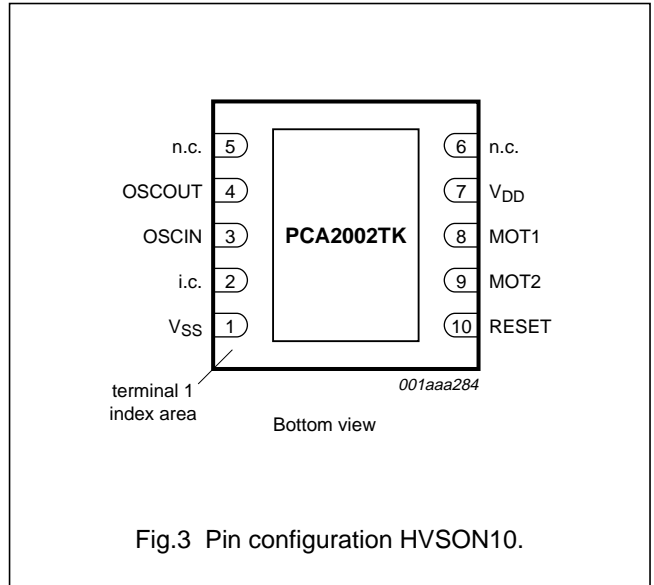 n.c. 5 6 n.c.
OSCOUT 4 7 VDD
OSCIN 3 PCA2002TK 8 MOT1
i.c. 2 9 MOT2
VSS 1 10 RESET
terminal 1
index area
001aaa284
Bottom view
Fig.3 Pin configuration HVSON10.